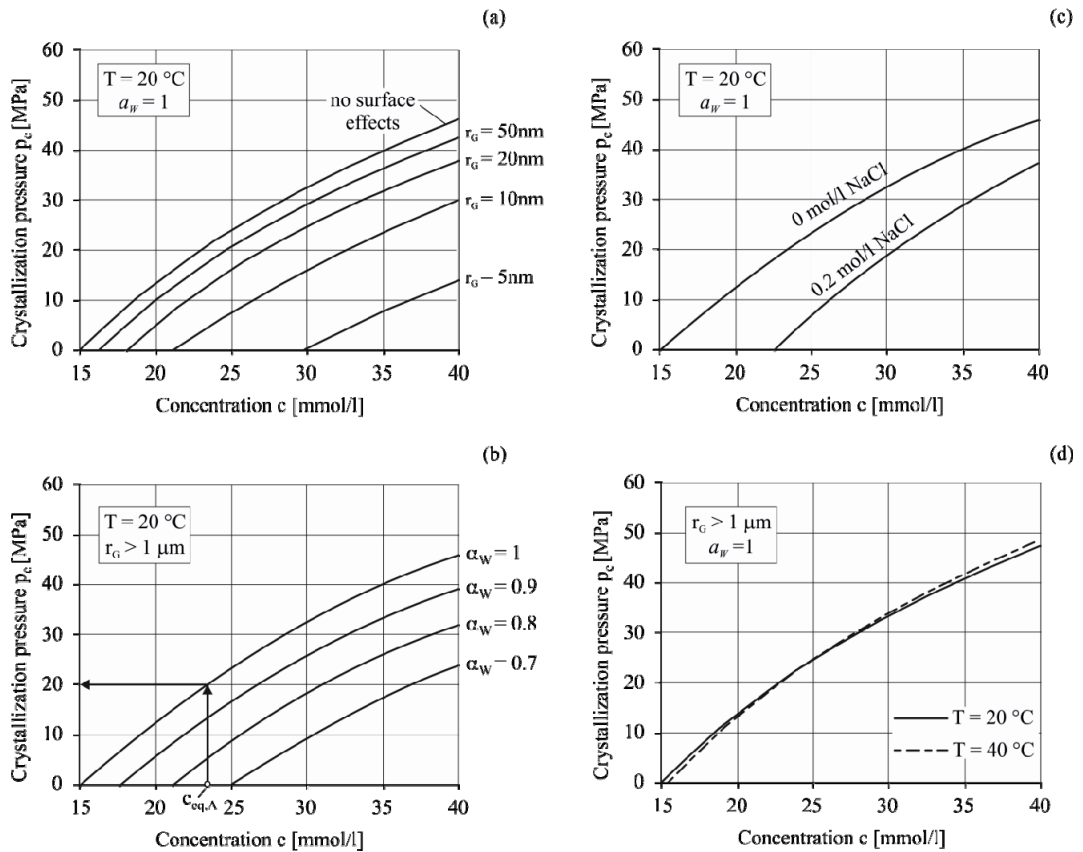 (a)
Crystallization pressure p_c [MPa]
60
50
40
30
20
10
0
T = 20 °C
a_W = 1
no surface
effects
r_G = 50nm
r_G = 20nm
r_G = 10nm
r_G – 5nm
15 20 25 30 35 40
Concentration c [mmol/l]
(c)
Crystallization pressure p_c [MPa]
60
50
40
30
20
10
0
T = 20 °C
a_W = 1
0 mol/l NaCl
0.2 mol/l NaCl
15 20 25 30 35 40
Concentration c [mmol/l]
(b)
Crystallization pressure p_c [MPa]
60
50
40
30
20
10
0
T = 20 °C
r_G > 1 μm
α_W = 1
α_W = 0.9
α_W = 0.8
α_W = 0.7
15 20 25 30 35 40
c_eq,A
Concentration c [mmol/l]
(d)
Crystallization pressure p_c [MPa]
60
50
40
30
20
10
0
r_G > 1 μm
a_W = 1
T = 20 °C
T = 40 °C
15 20 25 30 35 40
Concentration c [mmol/l]